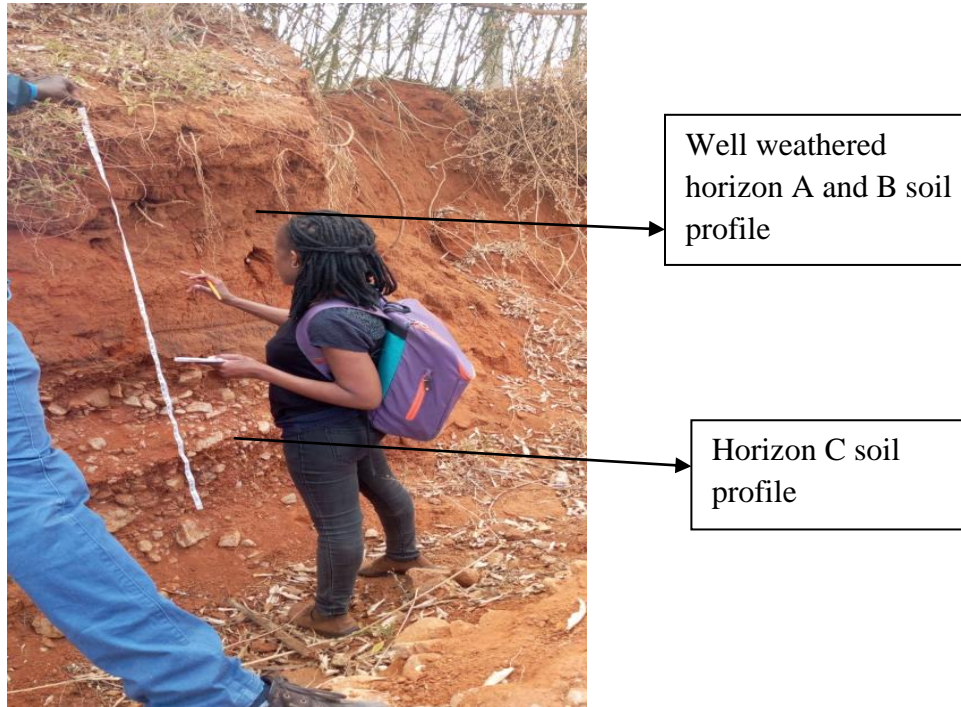 Well weathered
horizon A and B soil
profile
Horizon C soil
profile